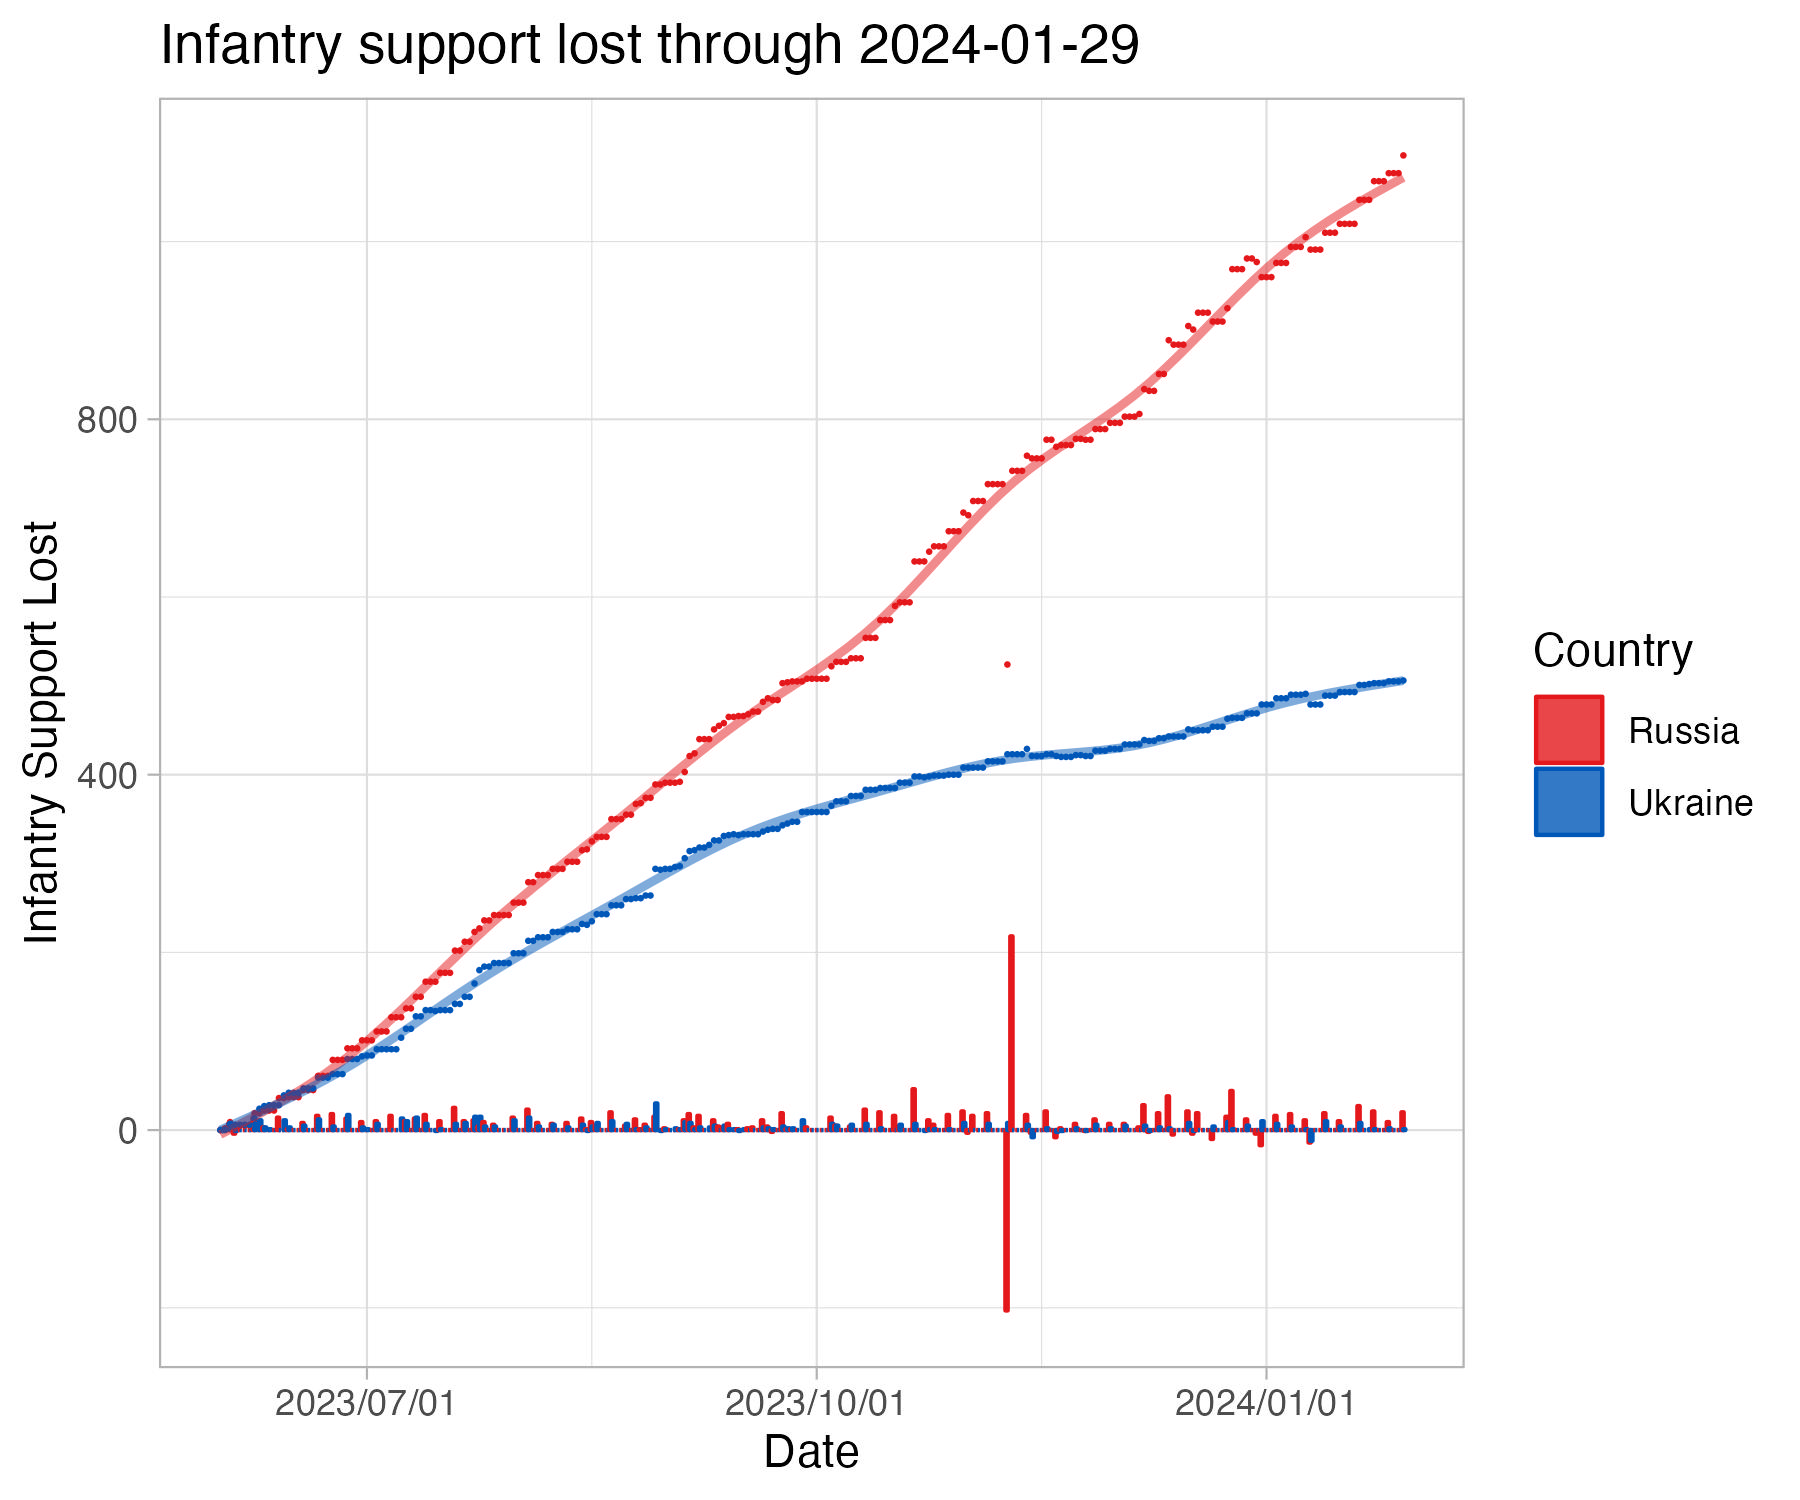 Infantry support lost through 2024-01-29
Infantry Support Lost
800
400
0
2023/07/01
2023/10/01
2024/01/01
Date
Country
Russia
Ukraine